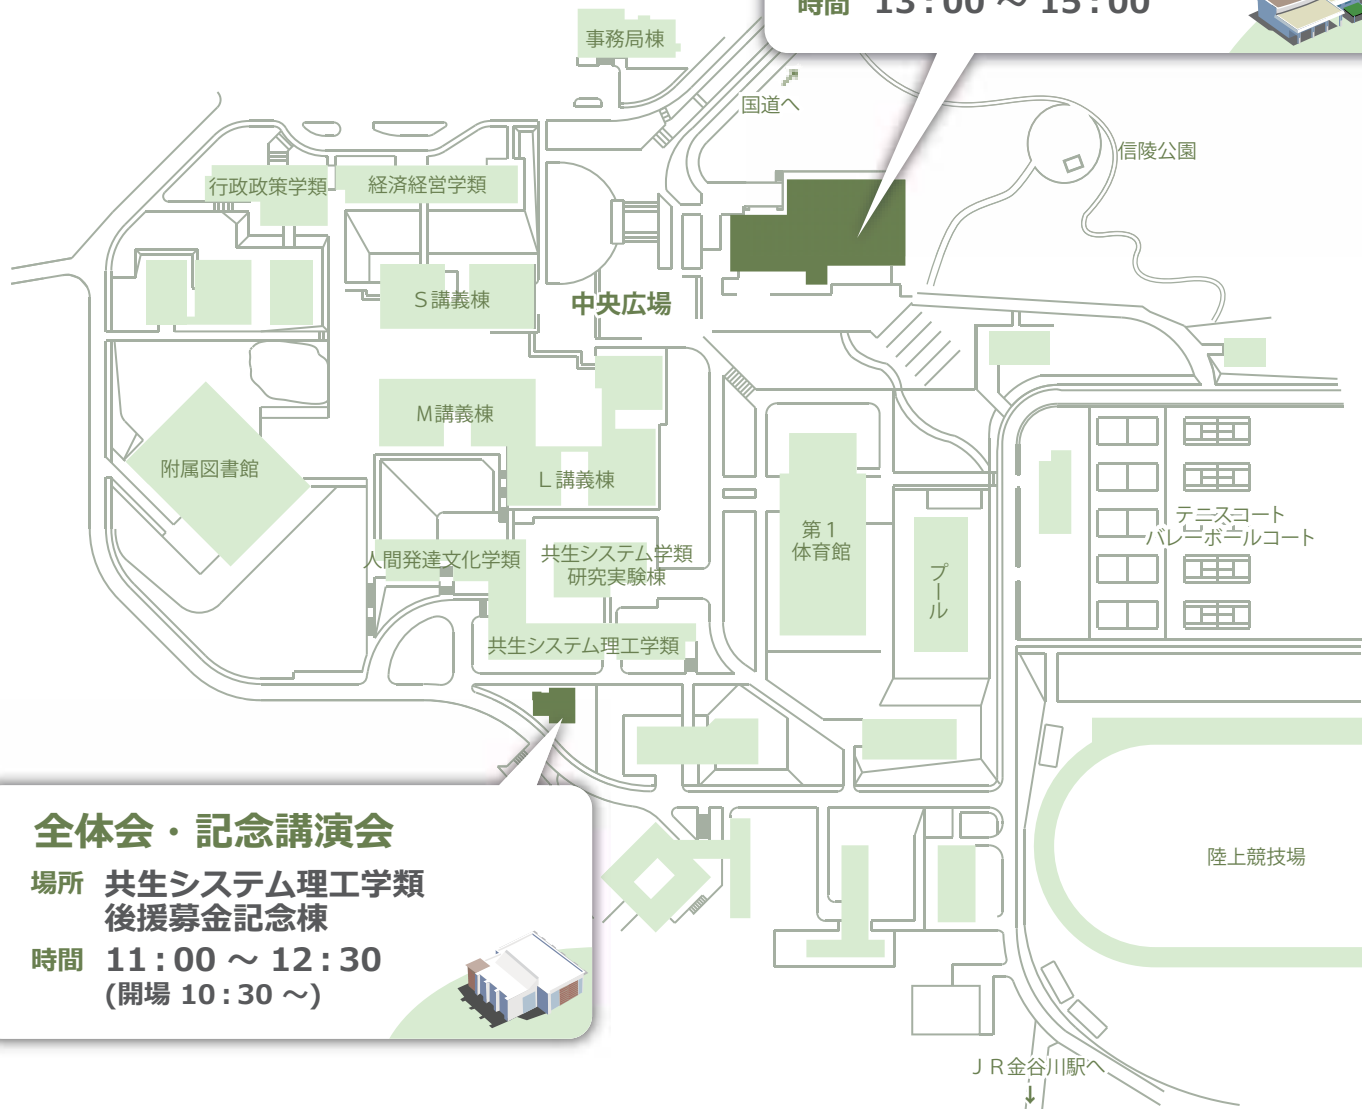 時間 13:00 ～ 15:00
事務局棟
国道へ
信陵公園
行政政策学類
経済経営学類
S講義棟
中央広場
M講義棟
附属図書館
L講義棟
テニスコート
バレーボールコート
第1
体育館
人間発達文化学類
共生システム学類
研究実験棟
プール
共生システム理工学類
全体会・記念講演会
場所 共生システム理工学類
後援募金記念棟
時間 11:00 ～ 12:30
(開場 10:30 ～)
陸上競技場
JR金谷川駅へ
↓